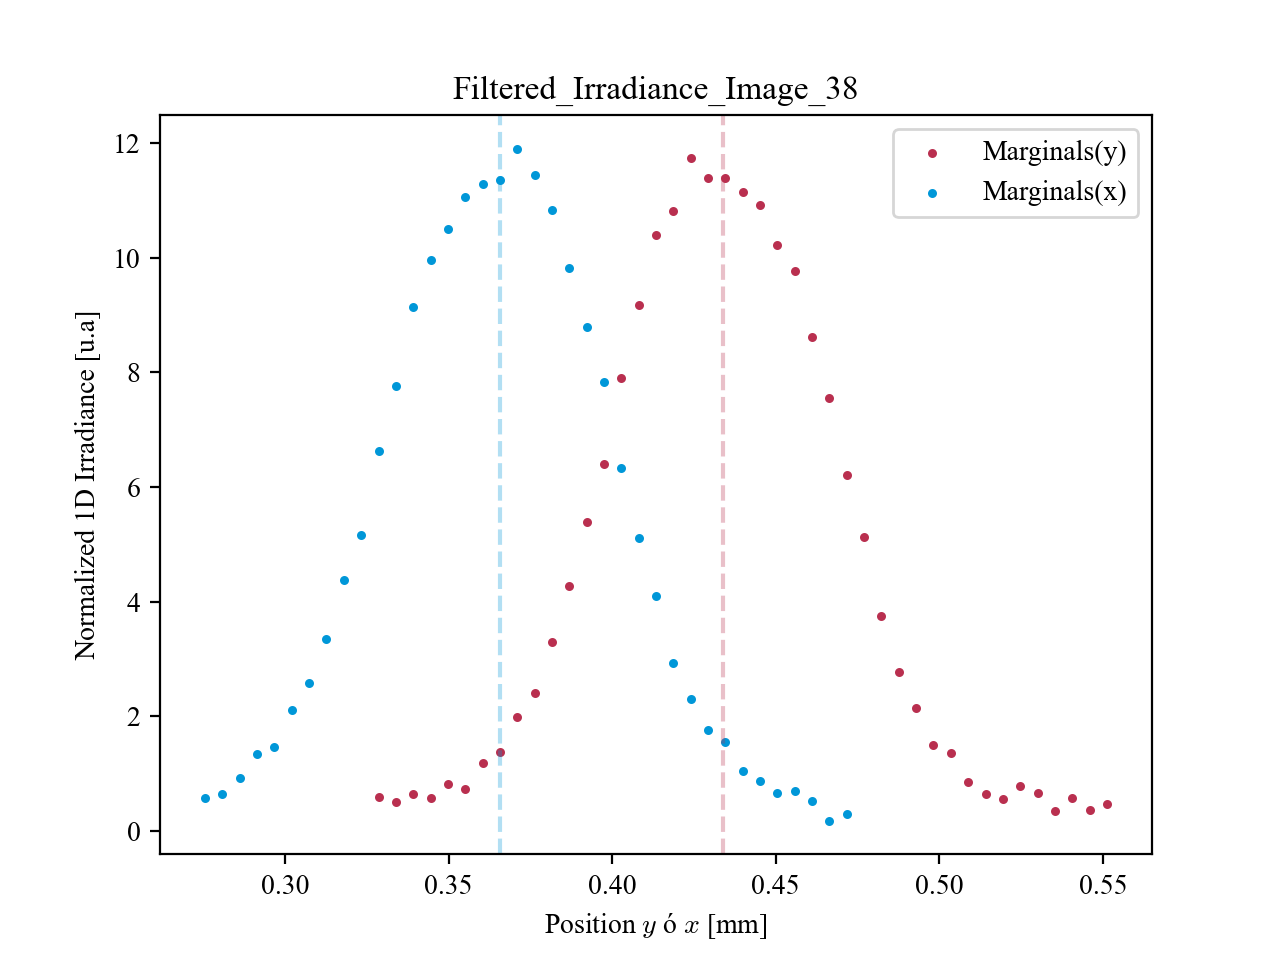 Filtered_Irradiance_Image_38
Marginals(y)
Marginals(x)
Normalized 1D Irradiance [u.a]
12
10
8
6
4
2
0
0.30 0.35 0.40 0.45 0.50 0.55
Position y ó x [mm]